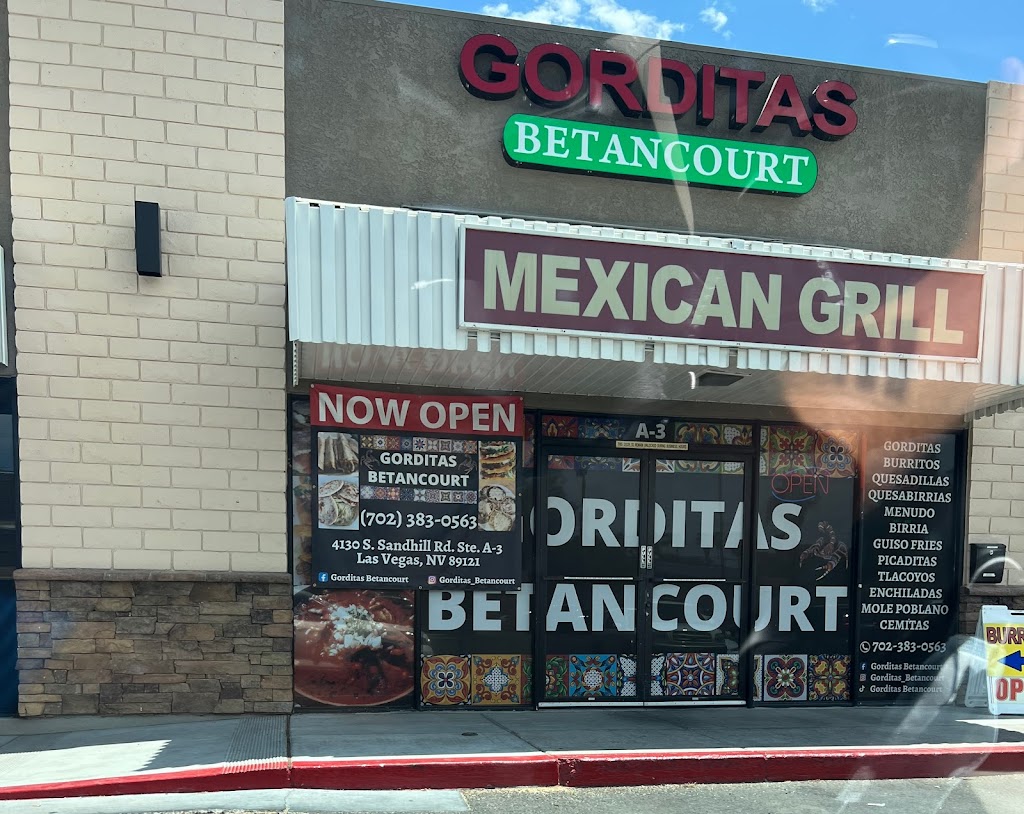 GORDITAS
BETANCOURT
MEXICAN GRILL
NOW OPEN
GORDITAS
BETANCOURT
(702) 383-0563
4130 S. Sandhill Rd. Ste. A-3
Las Vegas, NV 89121
Gorditas Betancourt
Gorditas_Betancourt
A-3
OPEN
GORDITAS
BETANCOURT
GORDITAS
BURRITOS
QUESADILLAS
QUESABIRRIAS
MENUDO
BIRRIA
GUISO FRIES
PICADITAS
TLACOYOS
ENCHILADAS
MOLE POBLANO
CEMÍTAS
702-383-0563
Gorditas Betancourt
Gorditas_Betancourt
Gorditas Betancourt
BURR
OP